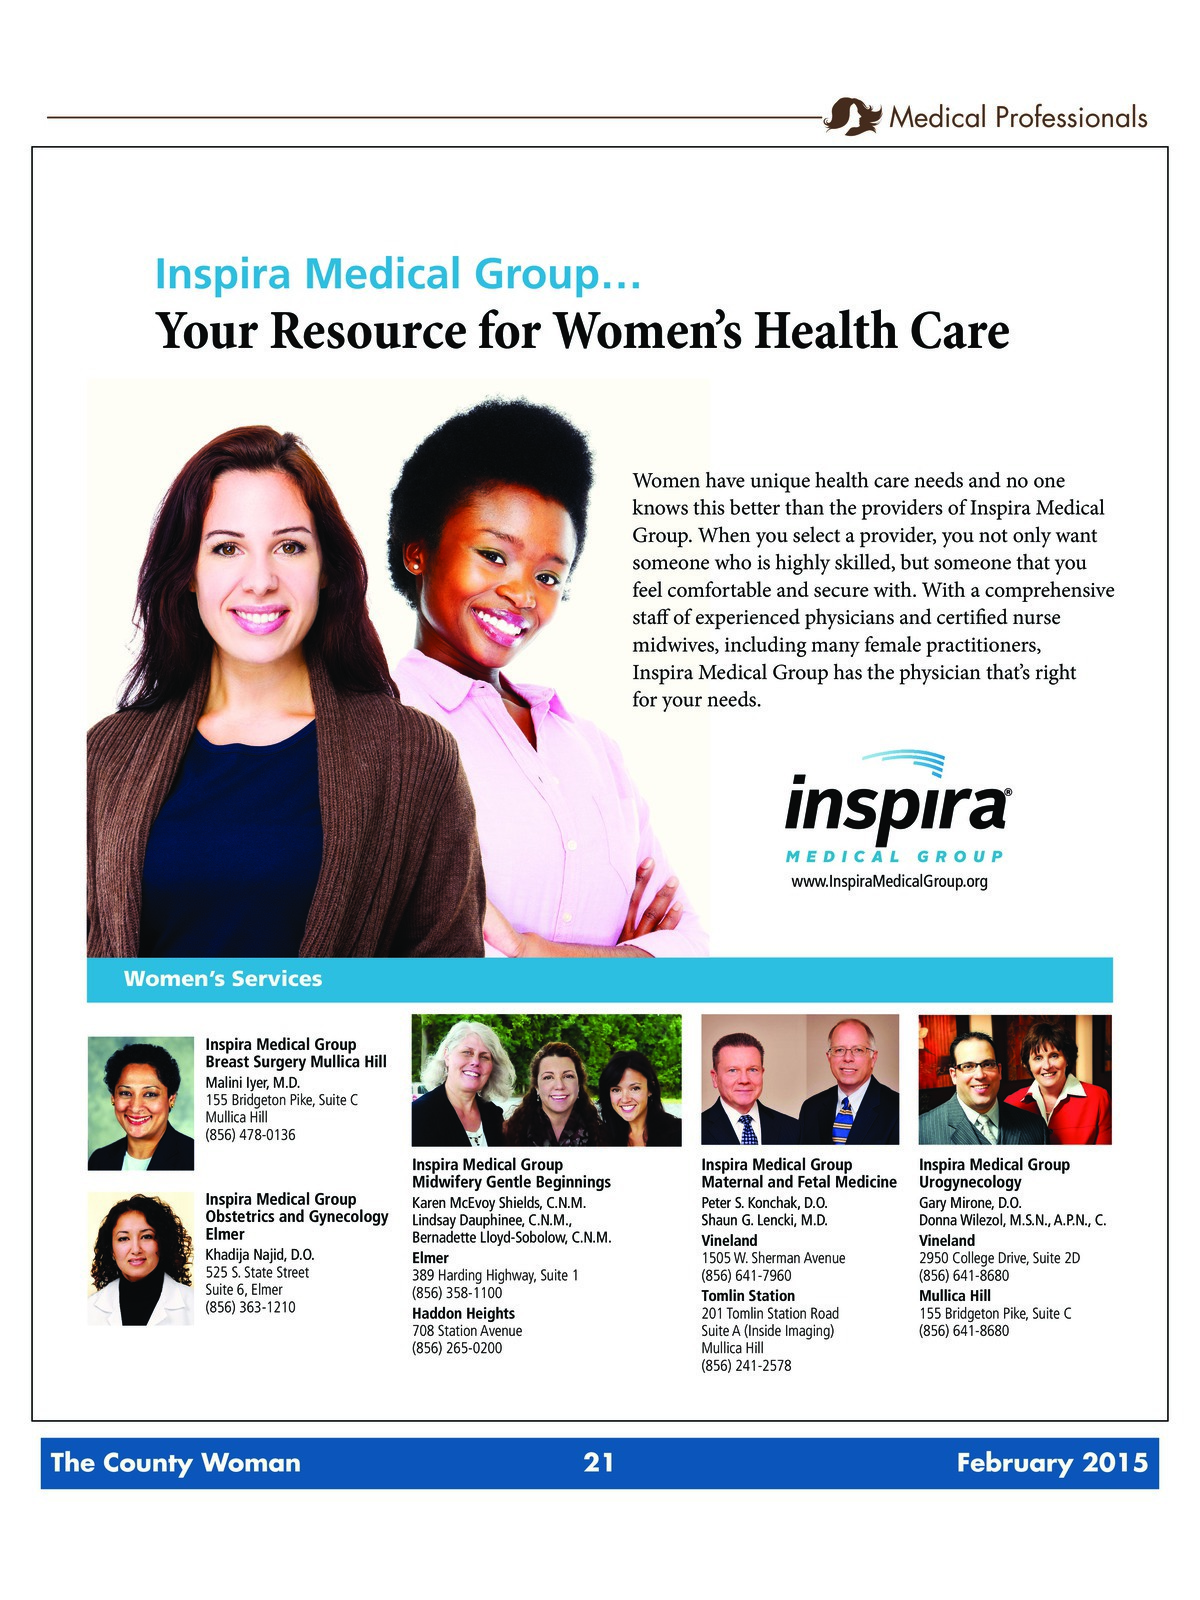 Medical Professionals
Inspira Medical Group…
Your Resource for Women’s Health Care
Women have unique health care needs and no one
knows this better than the providers of Inspira Medical
Group. When you select a provider, you not only want
someone who is highly skilled, but someone that you
feel comfortable and secure with. With a comprehensive
staff of experienced physicians and certified nurse
midwives, including many female practitioners,
Inspira Medical Group has the physician that’s right
for your needs.
inspira®
MEDICAL GROUP
www.InspiraMedicalGroup.org
Women’s Services
Inspira Medical Group
Breast Surgery Mullica Hill
Malini Iyer, M.D.
155 Bridgeton Pike, Suite C
Mullica Hill
(856) 478-0136
Inspira Medical Group
Obstetrics and Gynecology
Elmer
Khadija Najid, D.O.
525 S. State Street
Suite 6, Elmer
(856) 363-1210
Inspira Medical Group
Midwifery Gentle Beginnings
Karen McEvoy Shields, C.N.M.
Lindsay Dauphinee, C.N.M.,
Bernadette Lloyd-Sobolow, C.N.M.
Elmer
389 Harding Highway, Suite 1
(856) 358-1100
Haddon Heights
708 Station Avenue
(856) 265-0200
Inspira Medical Group
Maternal and Fetal Medicine
Peter S. Konchak, D.O.
Shaun G. Lencki, M.D.
Vineland
1505 W. Sherman Avenue
(856) 641-7960
Tomlin Station
201 Tomlin Station Road
Suite A (Inside Imaging)
Mullica Hill
(856) 241-2578
Inspira Medical Group
Urogynecology
Gary Mirone, D.O.
Donna Wilezol, M.S.N., A.P.N., C.
Vineland
2950 College Drive, Suite 2D
(856) 641-8680
Mullica Hill
155 Bridgeton Pike, Suite C
(856) 641-8680
The County Woman 21 February 2015